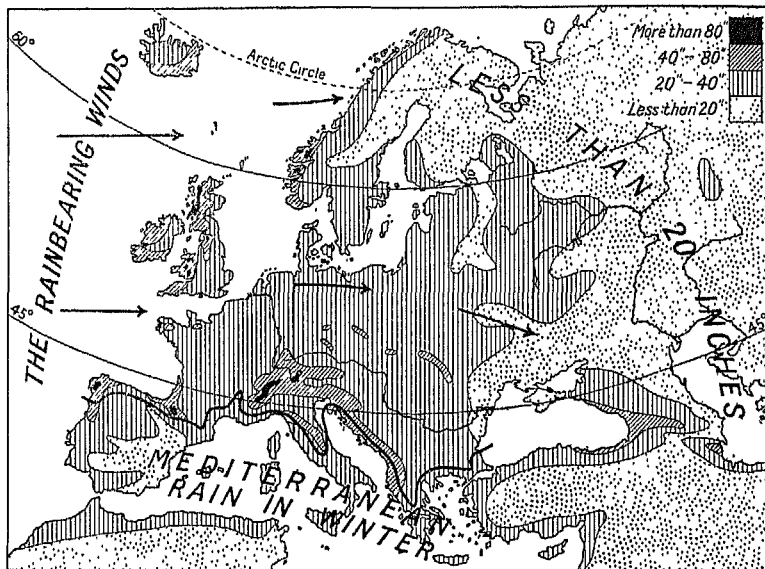 60°
Arctic Circle
More than 80"
40"- 80"
20"- 40"
Less than 20"
THE RAINBEARING WINDS
LESS THAN 20 INCHES
45°
45°
MEDITERRANEAN
RAIN IN WINTER